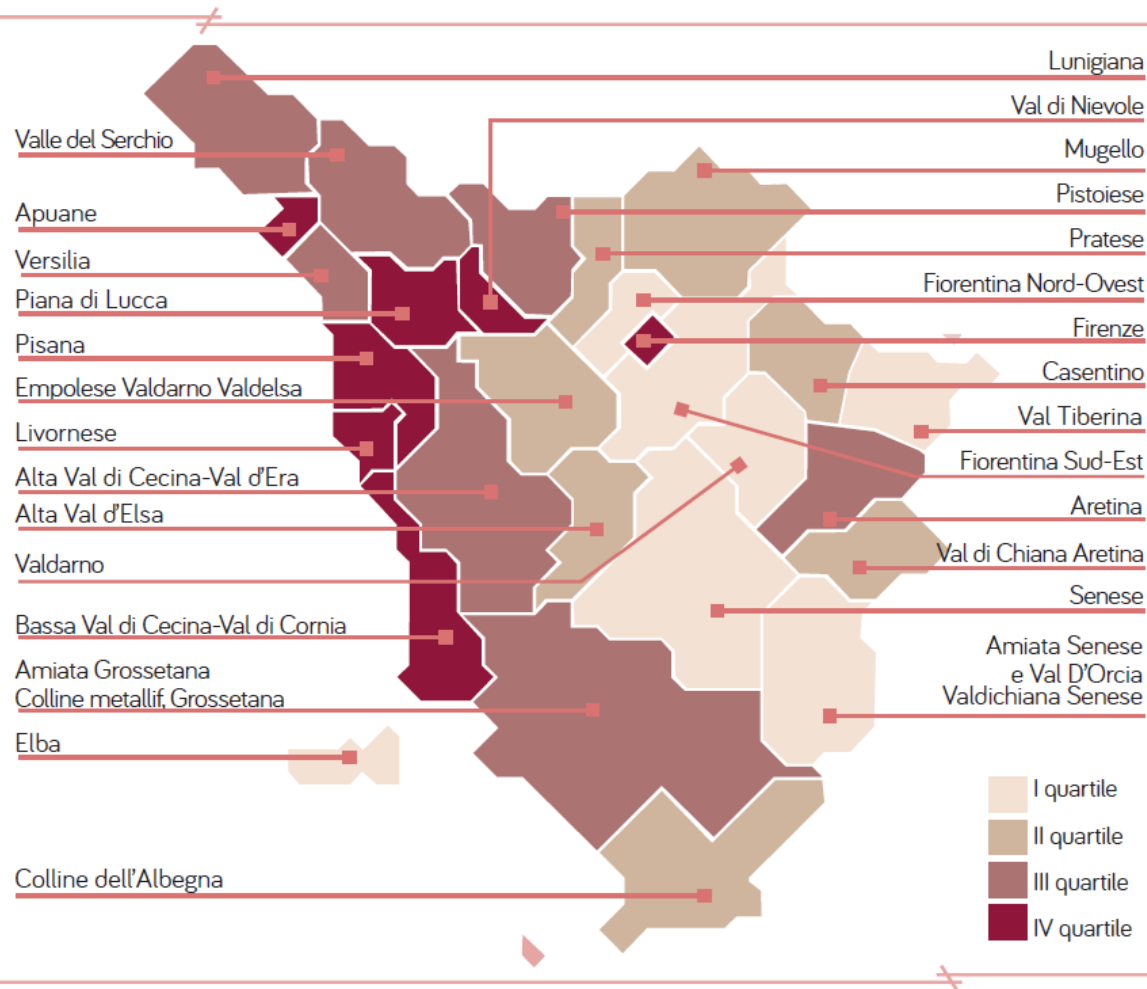 Lunigiana
Val di Nievole
Mugello
Pistoiese
Pratese
Fiorentina Nord-Ovest
Firenze
Casentino
Val Tiberina
Fiorentina Sud-Est
Aretina
Val di Chiana Aretina
Senese
Amiata Senese
e Val D'Orcia
Valdichiana Senese
Valle del Serchio
Apuane
Versilia
Piana di Lucca
Pisana
Empolese Valdarno Valdelsa
Livornese
Alta Val di Cecina-Val d'Era
Alta Val d'Elsa
Valdarno
Bassa Val di Cecina-Val di Cornia
Amiata Grossetana
Colline metallif, Grossetana
Elba
Colline dell'Albegna
I quartile
II quartile
III quartile
IV quartile